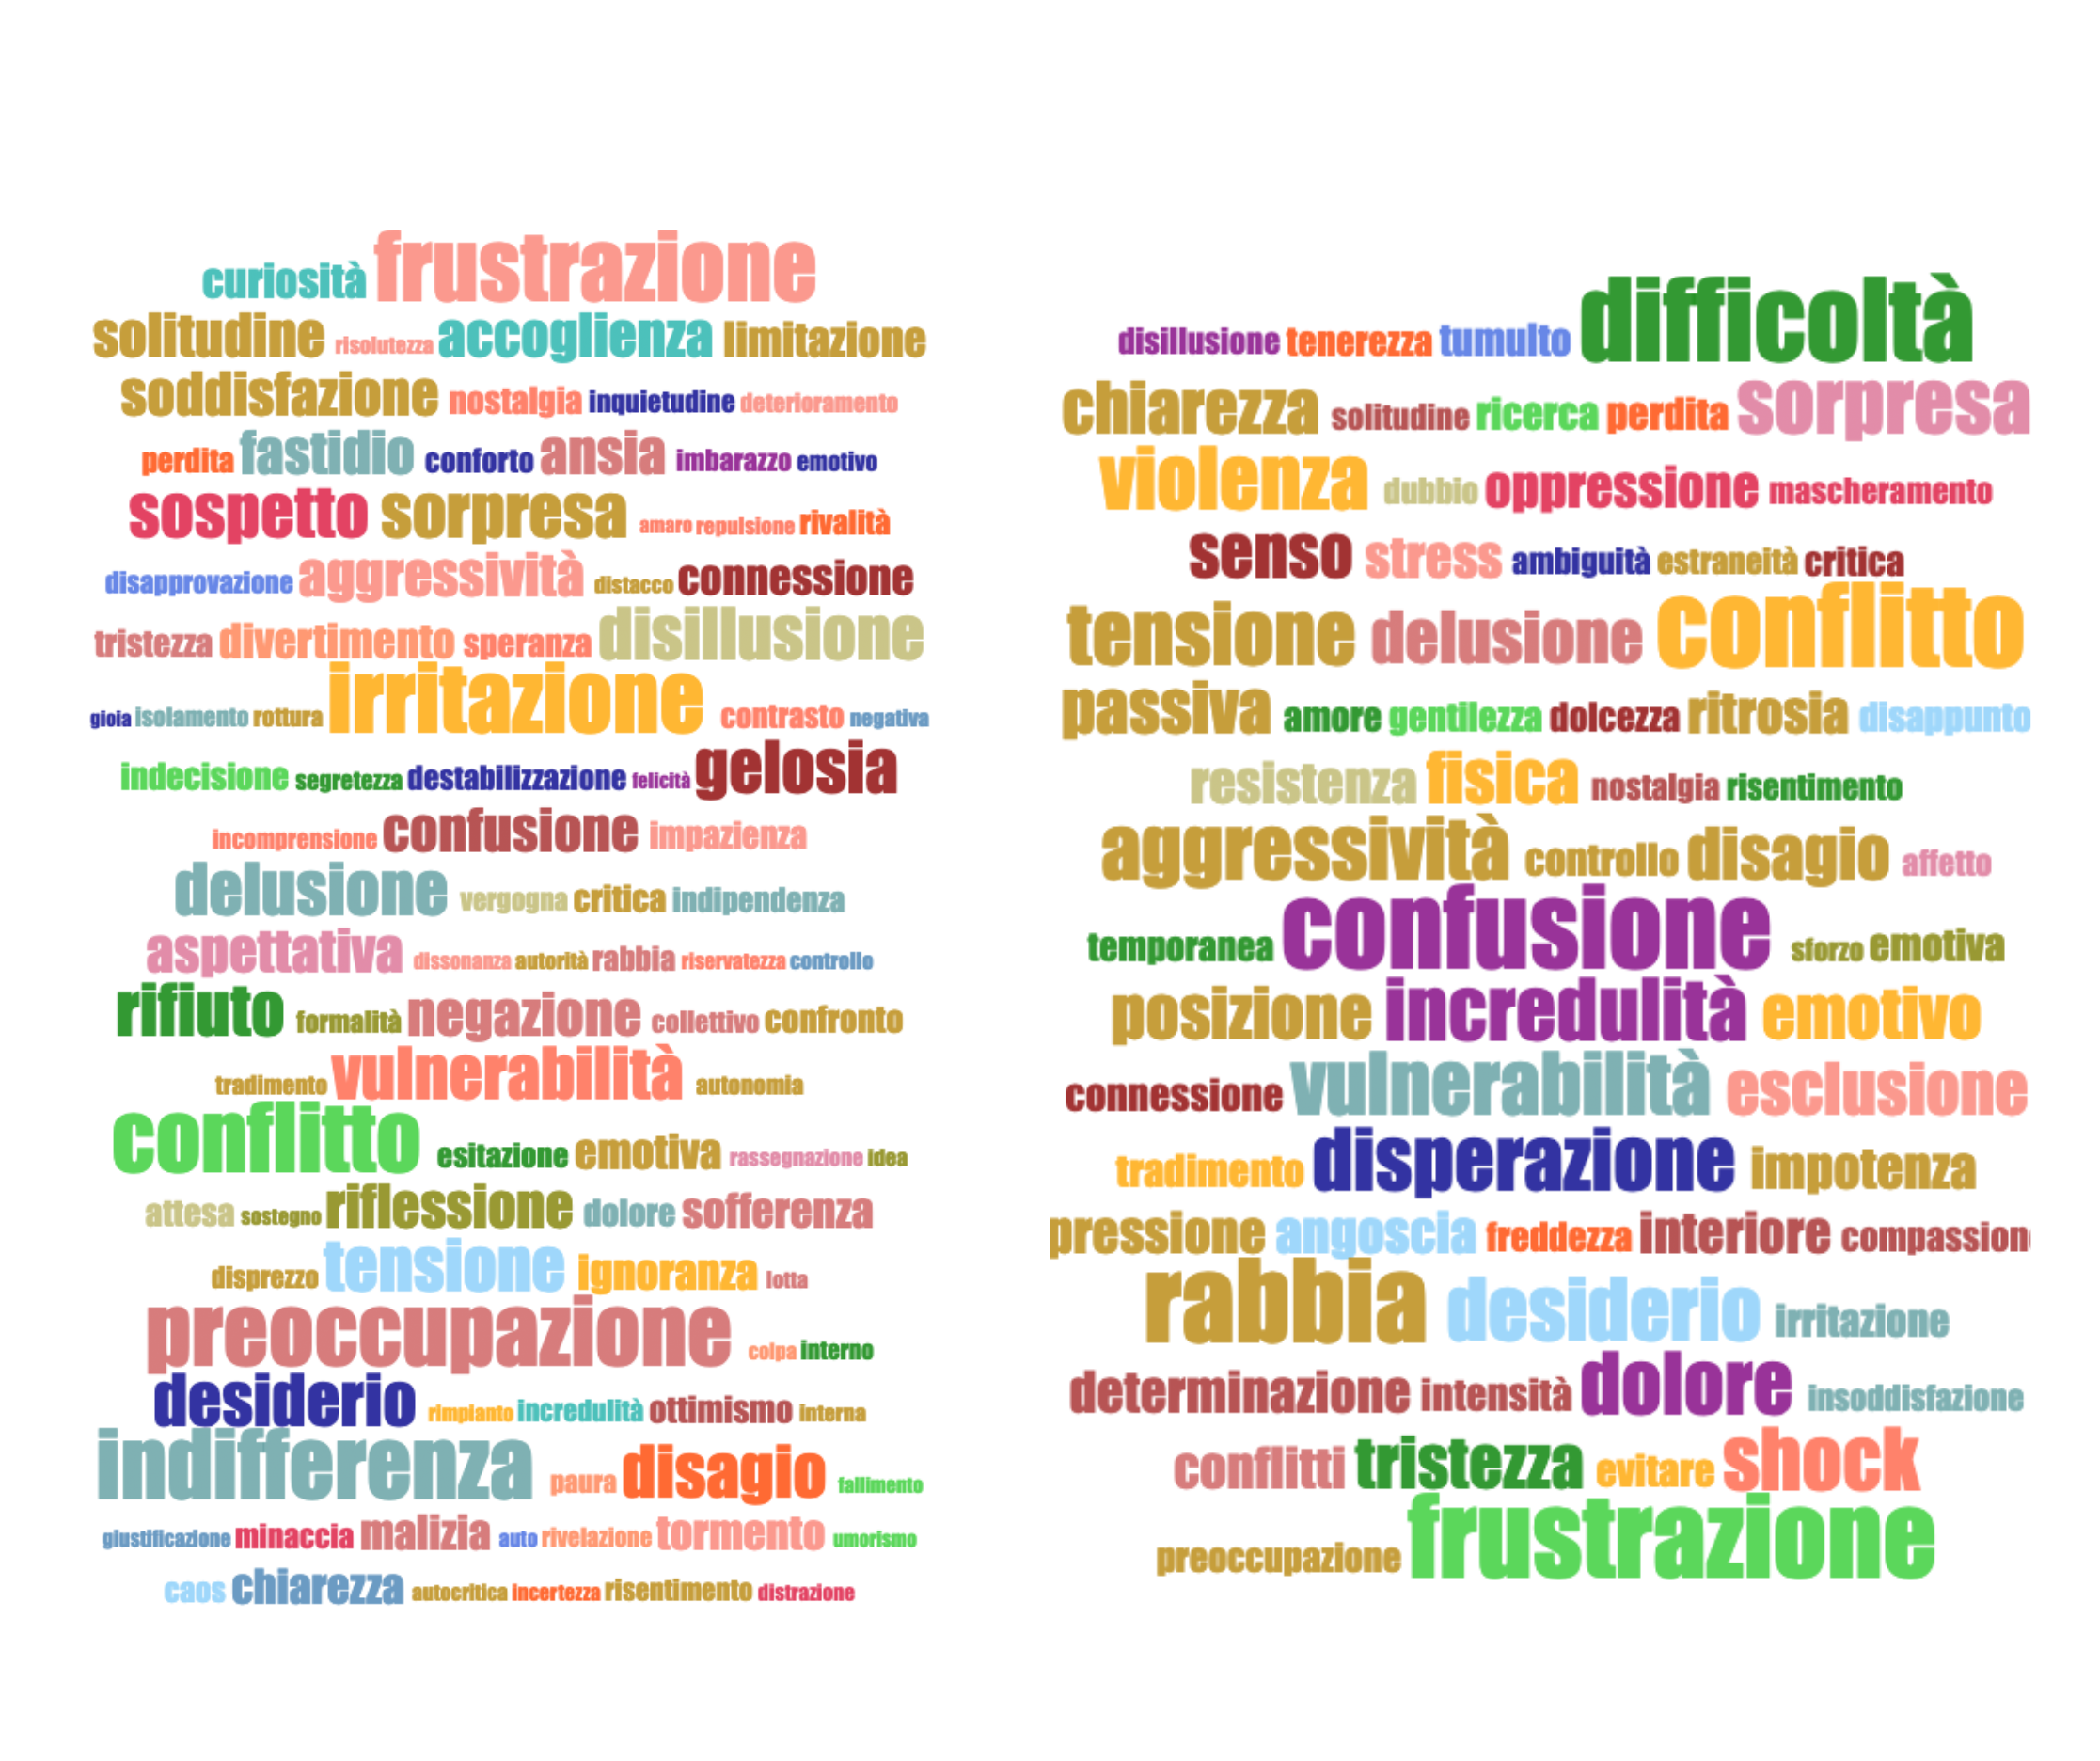 curiosità frustrazione
solitudine risolutezza accoglienza limitazione
soddisfazione nostalgia inquietudine deterioramento
perdita fastidio conforto ansia imbarazzo emotivo
sospetto sorpresa amaro repulsione rivalità
disapprovazione aggressività distacco connessione
tristezza divertimento speranza disillusione
gioia isolamento rottura irritazione contrasto negativa
indecisione segretezza destabilizzazione felicità gelosia
incomprensione confusione impazienza
delusione vergogna critica indipendenza
aspettativa dissonanza autorità rabbia riservatezza controllo
rifiuto formalità negazione collettivo confronto
tradimento vulnerabilità autonomia
conflitto esitazione emotiva rassegnazione idea
attesa sostegno riflessione dolore sofferenza
disprezzo tensione ignoranza lotta
preoccupazione colpa interno
desiderio rimpianto incredulità ottimismo interna
indifferenza paura disagio fallimento
giustificazione minaccia malizia auto rivelazione tormento umorismo
caos chiarezza autocritica incertezza risentimento distrazione
disillusione tenerezza tumulto difficoltà
chiarezza solitudine ricerca perdita sorpresa
violenza dubbio oppressione mascheramento
senso stress ambiguità estraneità critica
tensione delusione conflitto
passiva amore gentilezza dolcezza ritrosia disappunto
resistenza fisica nostalgia risentimento
aggressività controllo disagio affetto
temporanea confusione sforzo emotiva
posizione incredulità emotivo
connessione vulnerabilità esclusione
tradimento disperazione impotenza
pressione angoscia freddezza interiore compassion
rabbia desiderio irritazione
determinazione intensità dolore insoddisfazione
conflitti tristezza evitare shock
preoccupazione frustrazione